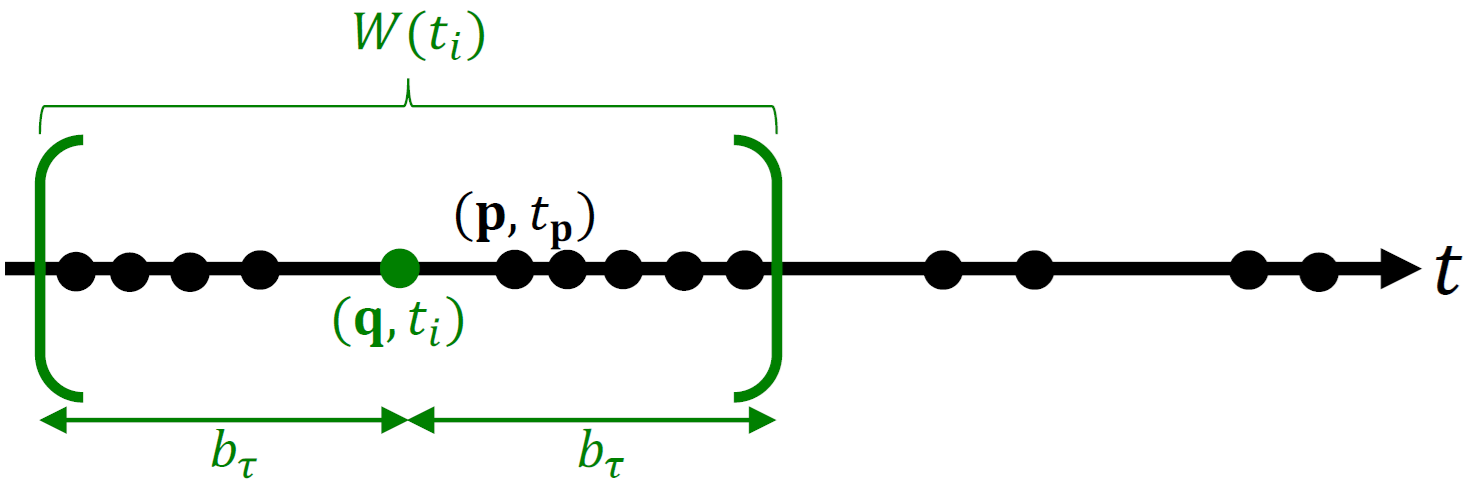 W(t_i)
(𝐩, t_𝐩)
t
(𝐪, t_i)
b_τ
b_τ